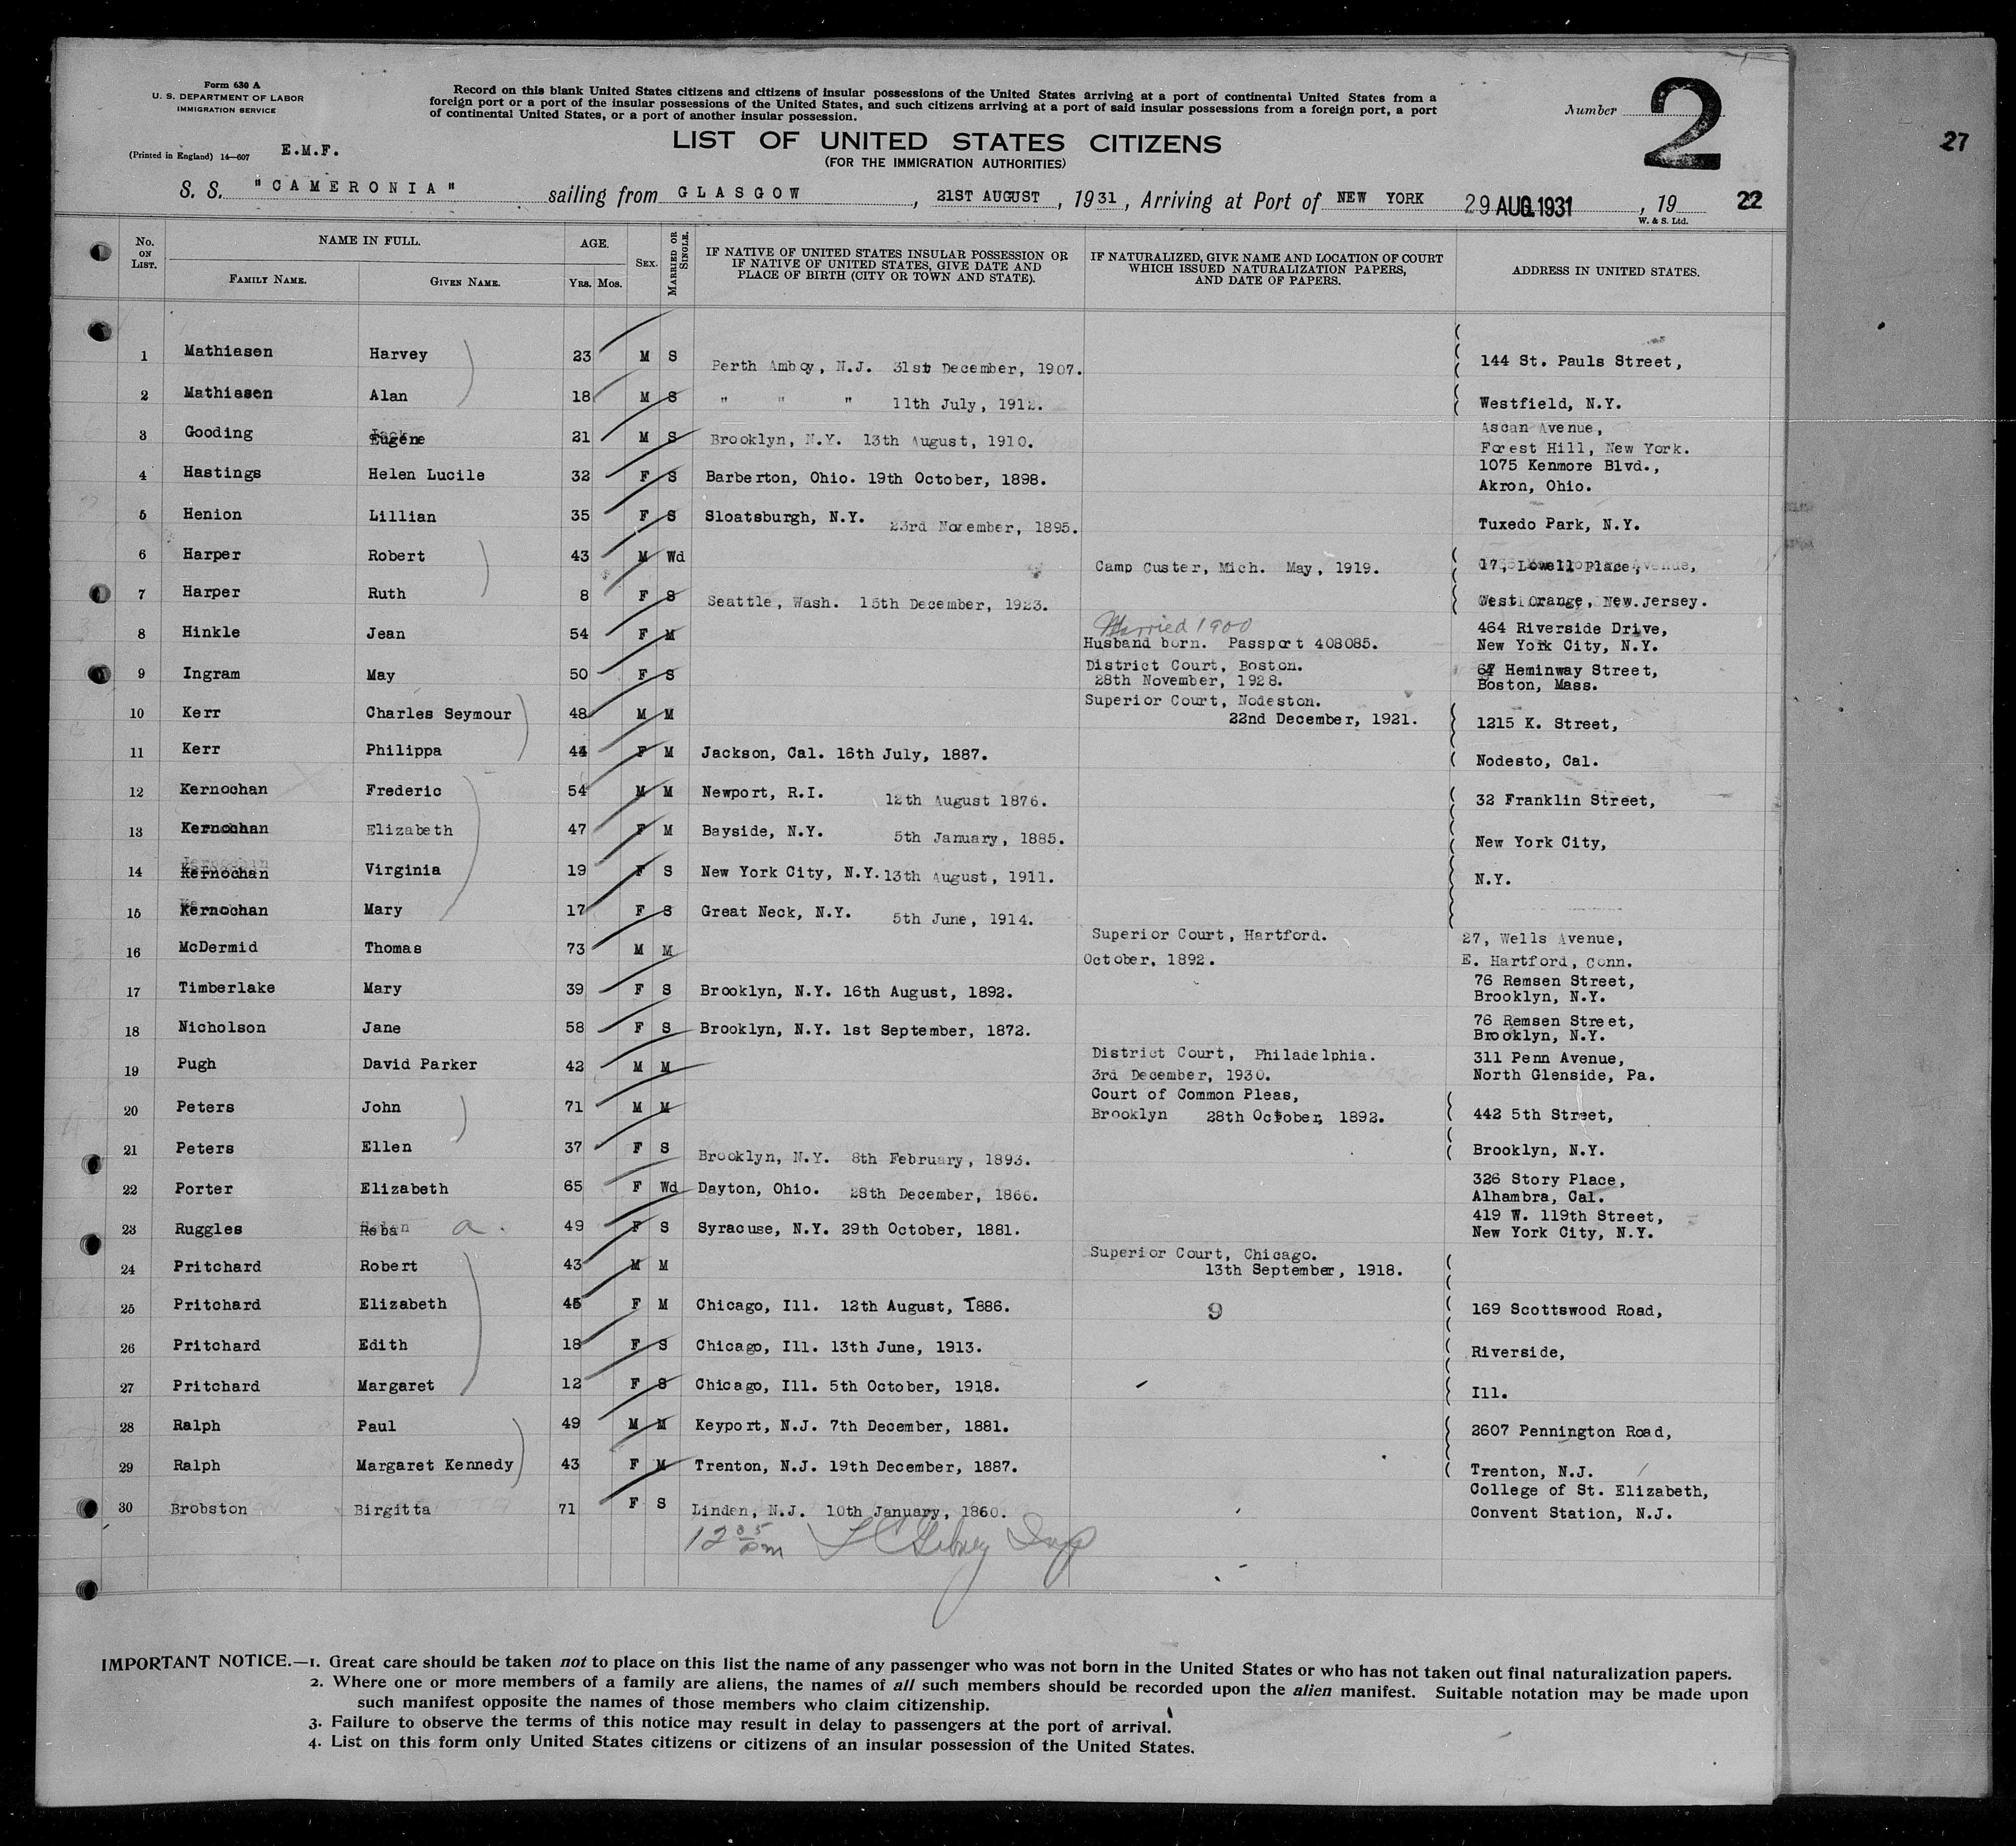 Form 630 A
U. S. DEPARTMENT OF LABOR
IMMIGRATION SERVICE
Record on this blank United States citizens and citizens of insular possessions of the United States arriving at a port of continental United States from a
foreign port or a port of the insular possessions of the United States, and such citizens arriving at a port of said insular possessions from a foreign port, a port
of continental United States, or a port of another insular possession.
Number 2
27
LIST OF UNITED STATES CITIZENS
(FOR THE IMMIGRATION AUTHORITIES)
(Printed in England) 14—607 E.M.F.
S. S. "CAMERONIA" sailing from GLASGOW, 21ST AUGUST, 1931, Arriving at Port of NEW YORK 29 AUG.1931, 19 22
W. & S. Ltd.
No. ON LIST. NAME IN FULL. FAMILY NAME. GIVEN NAME. AGE. YRS. MOS. SEX. MARRIED OR SINGLE. IF NATIVE OF UNITED STATES INSULAR POSSESSION OR IF NATIVE OF UNITED STATES, GIVE DATE AND PLACE OF BIRTH (CITY OR TOWN AND STATE). IF NATURALIZED, GIVE NAME AND LOCATION OF COURT WHICH ISSUED NATURALIZATION PAPERS, AND DATE OF PAPERS. ADDRESS IN UNITED STATES.
1 Mathiasen Harvey 23 M S Perth Amboy, N.J. 31st December, 1907. 144 St. Pauls Street,
2 Mathiasen Alan 18 M S " " " 11th July, 1912. Westfield, N.Y.
3 Gooding Eugene 21 M S Brooklyn, N.Y. 13th August, 1910. Ascan Avenue, Forest Hill, New York.
4 Hastings Helen Lucile 32 F S Barberton, Ohio. 19th October, 1898. 1075 Kenmore Blvd., Akron, Ohio.
5 Henion Lillian 35 F S Sloatsburgh, N.Y. 23rd November, 1895. Tuxedo Park, N.Y.
6 Harper Robert 43 M Wd Camp Custer, Mich. May, 1919. 17, Lowell Place,
7 Harper Ruth 8 F S Seattle, Wash. 15th December, 1923. West Orange, New Jersey.
8 Hinkle Jean 54 F M Married 1900 Husband born. Passport 408085. 464 Riverside Drive, New York City, N.Y.
9 Ingram May 50 F S District Court, Boston. 28th November, 1928. Heminway Street, Boston, Mass.
10 Kerr Charles Seymour 48 M M Superior Court, Nodeston. 22nd December, 1921. 1215 K. Street,
11 Kerr Philippa 44 F M Jackson, Cal. 16th July, 1887. Nodesto, Cal.
12 Kernochan Frederic 54 M M Newport, R.I. 12th August 1876. 32 Franklin Street,
13 Kernochan Elizabeth 47 F M Bayside, N.Y. 5th January, 1885. New York City,
14 Kernochan Virginia 19 F S New York City, N.Y. 13th August, 1911. N.Y.
15 Kernochan Mary 17 F S Great Neck, N.Y. 5th June, 1914.
16 McDermid Thomas 73 M M Superior Court, Hartford. October, 1892. 27, Wells Avenue, E. Hartford, Conn.
17 Timberlake Mary 39 F S Brooklyn, N.Y. 16th August, 1892. 76 Remsen Street, Brooklyn, N.Y.
18 Nicholson Jane 58 F S Brooklyn, N.Y. 1st September, 1872. 76 Remsen Street, Brooklyn, N.Y.
19 Pugh David Parker 42 M M District Court, Philadelphia. 3rd December, 1930. 311 Penn Avenue, North Glenside, Pa.
20 Peters John 71 M M Court of Common Pleas, Brooklyn 28th October, 1892. 442 5th Street,
21 Peters Ellen 37 F S Brooklyn, N.Y. 8th February, 1893. Brooklyn, N.Y.
22 Porter Elizabeth 65 F Wd Dayton, Ohio. 28th December, 1866. 326 Story Place, Alhambra, Cal.
23 Ruggles Reba a. 49 F S Syracuse, N.Y. 29th October, 1881. 419 W. 119th Street, New York City, N.Y.
24 Pritchard Robert 43 M M Superior Court, Chicago. 13th September, 1918.
25 Pritchard Elizabeth 45 F M Chicago, Ill. 12th August, 1886. 9 169 Scottswood Road,
26 Pritchard Edith 18 F S Chicago, Ill. 13th June, 1913. Riverside,
27 Pritchard Margaret 12 F S Chicago, Ill. 5th October, 1918. Ill.
28 Ralph Paul 49 M M Keyport, N.J. 7th December, 1881. 2607 Pennington Road,
29 Ralph Margaret Kennedy 43 F M Trenton, N.J. 19th December, 1887. Trenton, N.J.
30 Brobston Birgitta 71 F S Linden, N.J. 10th January, 1860. College of St. Elizabeth, Convent Station, N.J.
12 05 pm
IMPORTANT NOTICE.—1. Great care should be taken not to place on this list the name of any passenger who was not born in the United States or who has not taken out final naturalization papers.
2. Where one or more members of a family are aliens, the names of all such members should be recorded upon the alien manifest. Suitable notation may be made upon
such manifest opposite the names of those members who claim citizenship.
3. Failure to observe the terms of this notice may result in delay to passengers at the port of arrival.
4. List on this form only United States citizens or citizens of an insular possession of the United States.